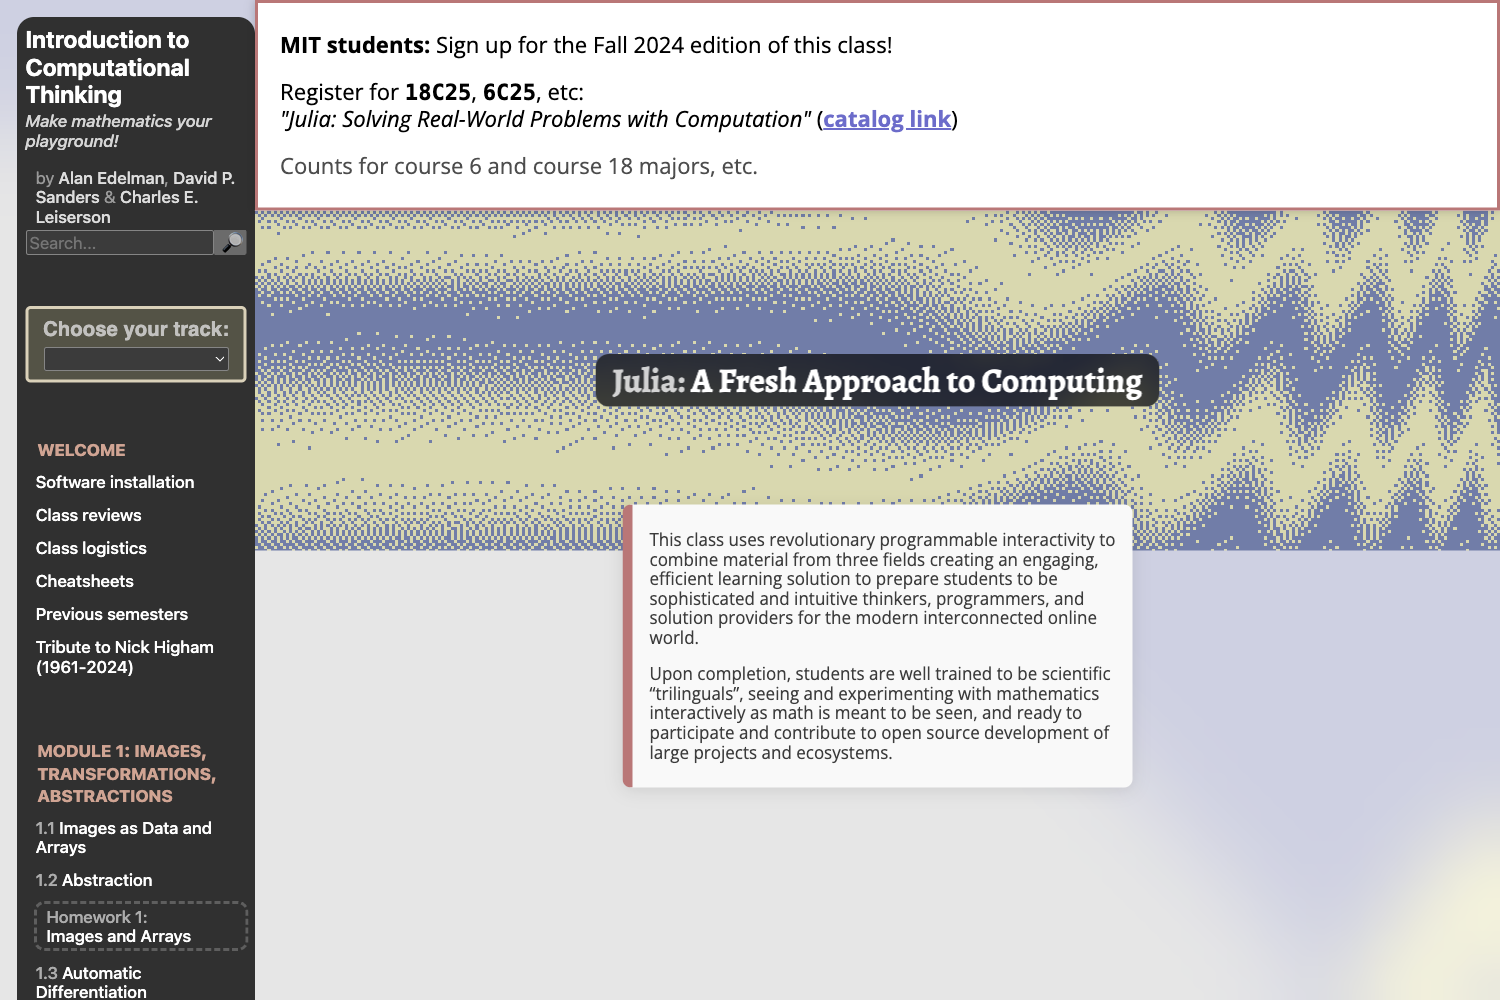 Introduction to
Computational
Thinking
Make mathematics your
playground!
by Alan Edelman, David P.
Sanders & Charles E.
Leiserson
Search...
Choose your track:
WELCOME
Software installation
Class reviews
Class logistics
Cheatsheets
Previous semesters
Tribute to Nick Higham
(1961-2024)
MODULE 1: IMAGES,
TRANSFORMATIONS,
ABSTRACTIONS
1.1 Images as Data and
Arrays
1.2 Abstraction
Homework 1:
Images and Arrays
1.3 Automatic
Differentiation
MIT students: Sign up for the Fall 2024 edition of this class!
Register for 18C25, 6C25, etc:
"Julia: Solving Real-World Problems with Computation" (catalog link)
Counts for course 6 and course 18 majors, etc.
Julia: A Fresh Approach to Computing
This class uses revolutionary programmable interactivity to
combine material from three fields creating an engaging,
efficient learning solution to prepare students to be
sophisticated and intuitive thinkers, programmers, and
solution providers for the modern interconnected online
world.
Upon completion, students are well trained to be scientific
“trilinguals”, seeing and experimenting with mathematics
interactively as math is meant to be seen, and ready to
participate and contribute to open source development of
large projects and ecosystems.